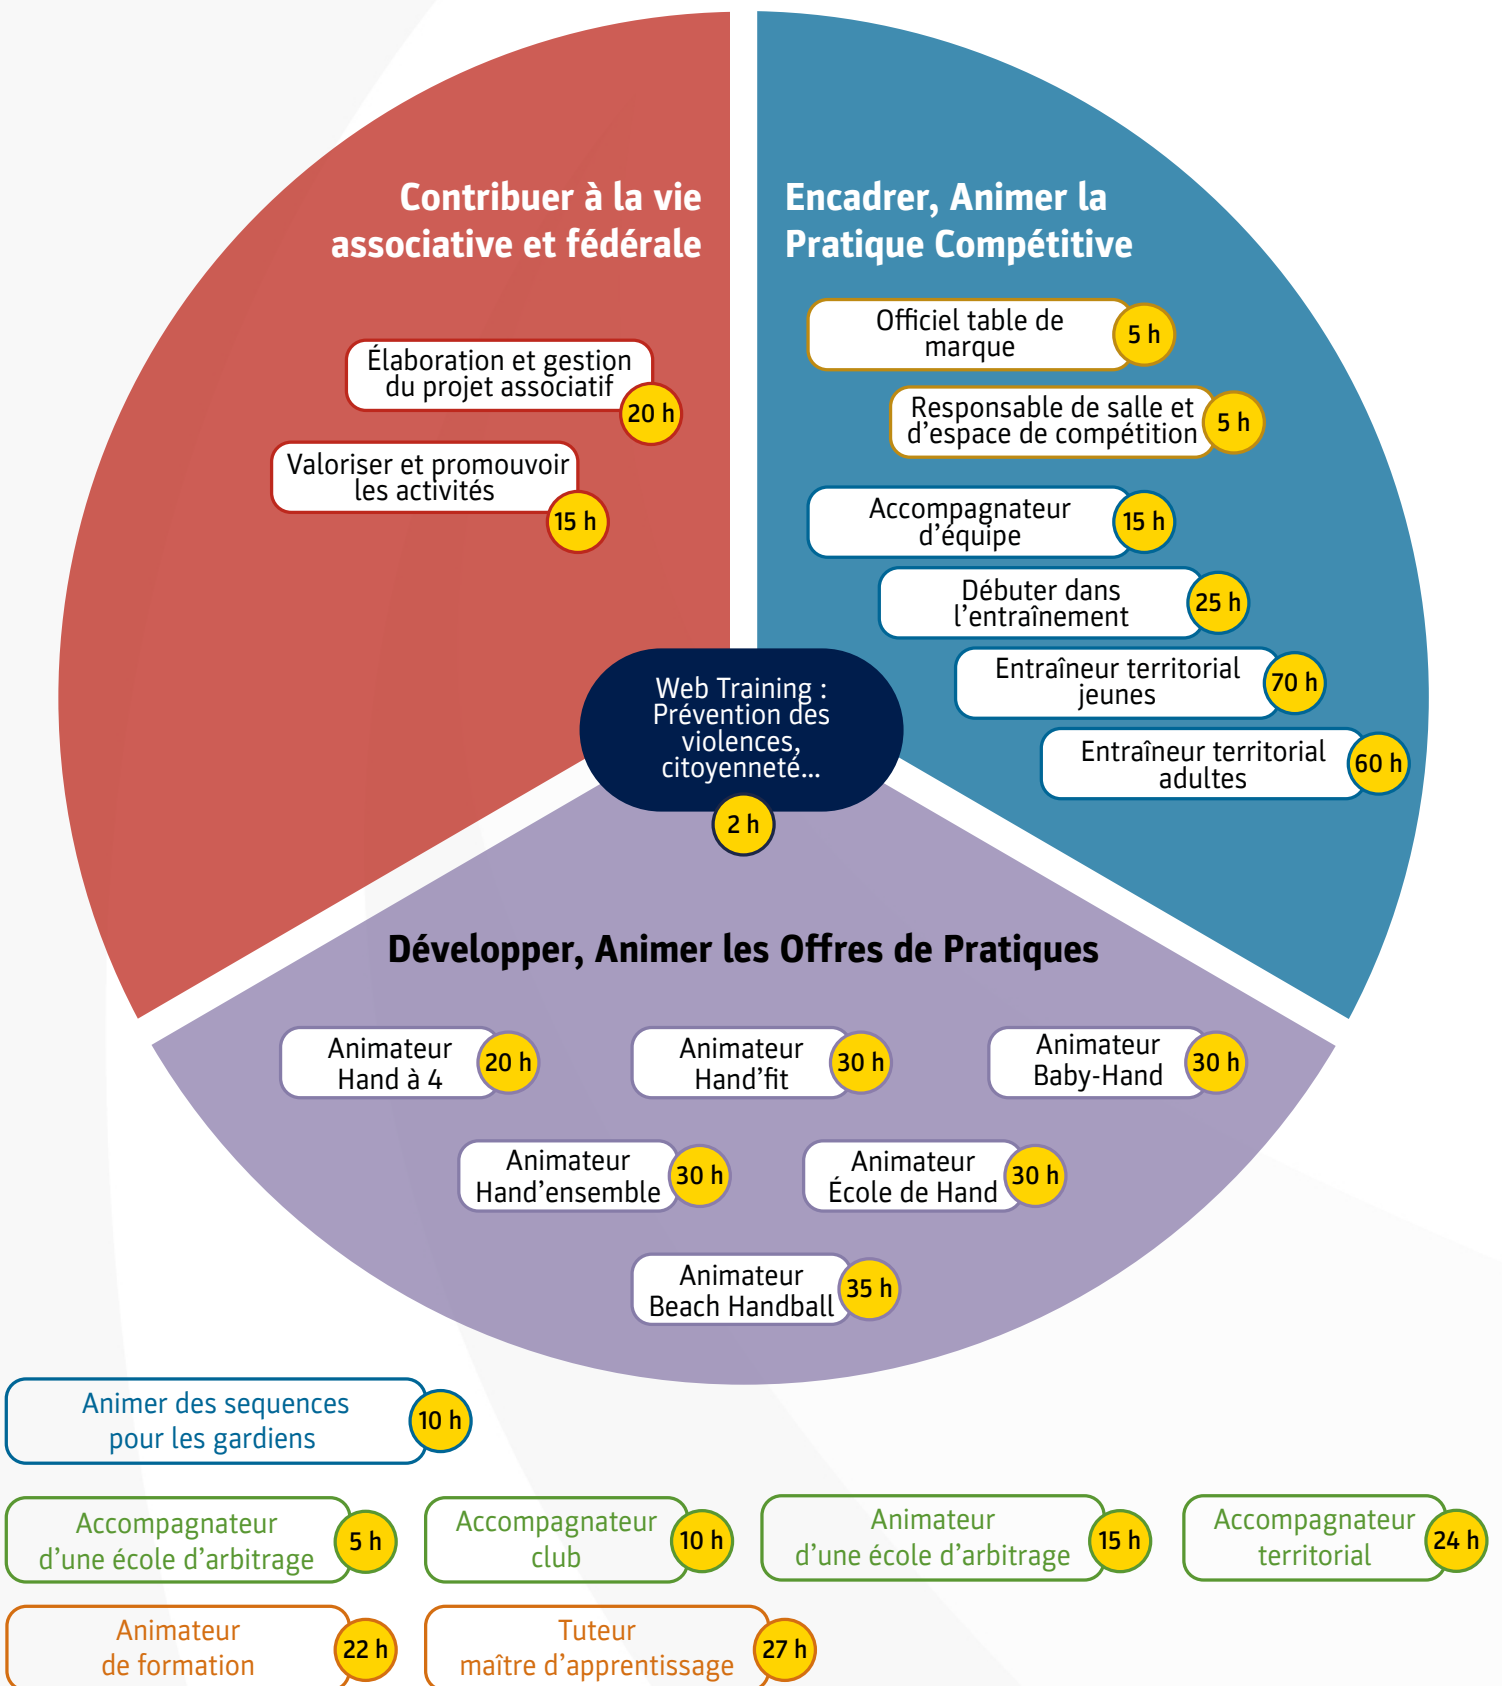 Contribuer à la vie
associative et fédérale
Élaboration et gestion
du projet associatif
20 h
Valoriser et promouvoir
les activités
15 h
Encadrer, Animer la
Pratique Compétitive
Officiel table de
marque
5 h
Responsable de salle et
d'espace de compétition
5 h
Accompagnateur
d'équipe
15 h
Débuter dans
l'entraînement
25 h
Entraîneur territorial
jeunes
70 h
Entraîneur territorial
adultes
60 h
Web Training :
Prévention des
violences,
citoyenneté...
2 h
Développer, Animer les Offres de Pratiques
Animateur
Hand à 4
20 h
Animateur
Hand'fit
30 h
Animateur
Baby-Hand
30 h
Animateur
Hand'ensemble
30 h
Animateur
École de Hand
30 h
Animateur
Beach Handball
35 h
Animer des sequences
pour les gardiens
10 h
Accompagnateur
d'une école d'arbitrage
5 h
Accompagnateur
club
10 h
Animateur
d'une école d'arbitrage
15 h
Accompagnateur
territorial
24 h
Animateur
de formation
22 h
Tuteur
maître d'apprentissage
27 h